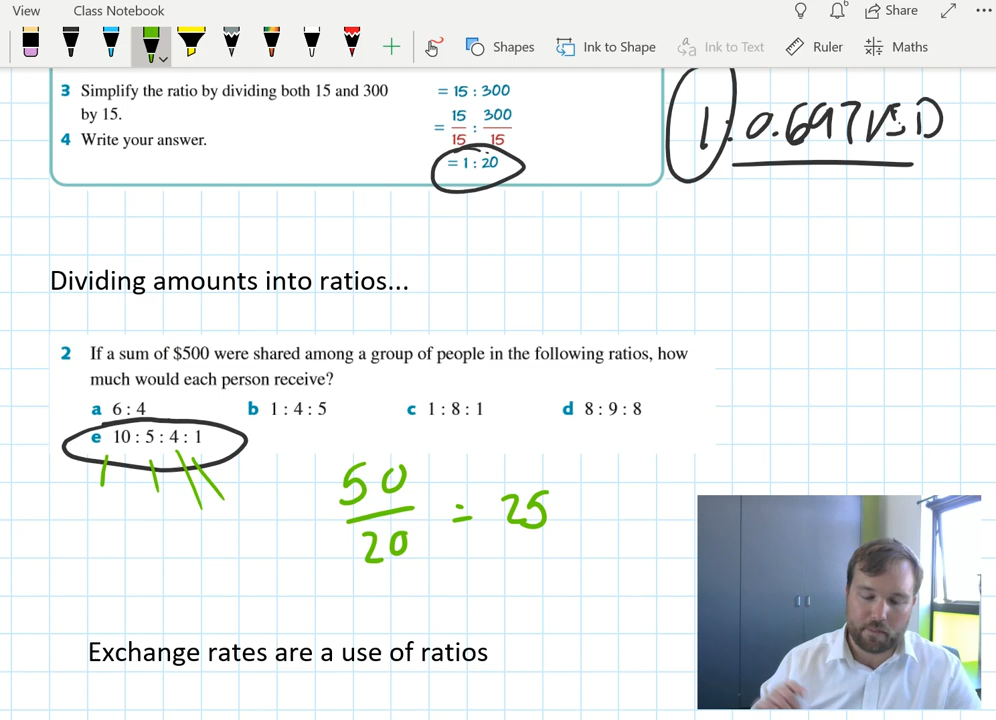 View Class Notebook Share
Shapes Ink to Shape Ink to Text Ruler Maths
3 Simplify the ratio by dividing both 15 and 300
by 15.
4 Write your answer.
= 15 : 300
= 15/15 : 300/15
= 1 : 20
1:0.697 USD
Dividing amounts into ratios...
2 If a sum of $500 were shared among a group of people in the following ratios, how
much would each person receive?
a 6 : 4 b 1 : 4 : 5 c 1 : 8 : 1 d 8 : 9 : 8
e 10 : 5 : 4 : 1
50
20
= 25
Exchange rates are a use of ratios